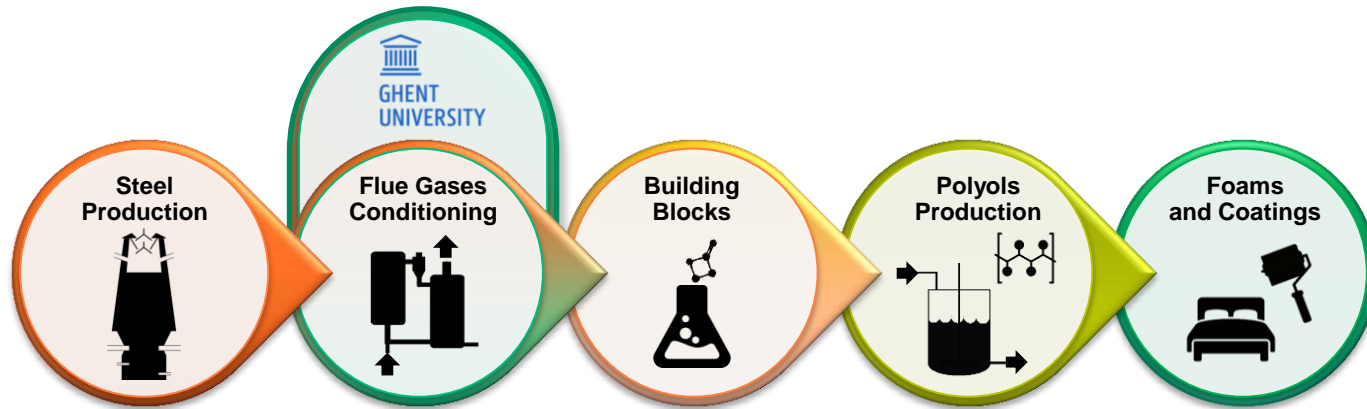 GHENT
UNIVERSITY
Steel
Production
Flue Gases
Conditioning
Building
Blocks
Polyols
Production
Foams
and Coatings